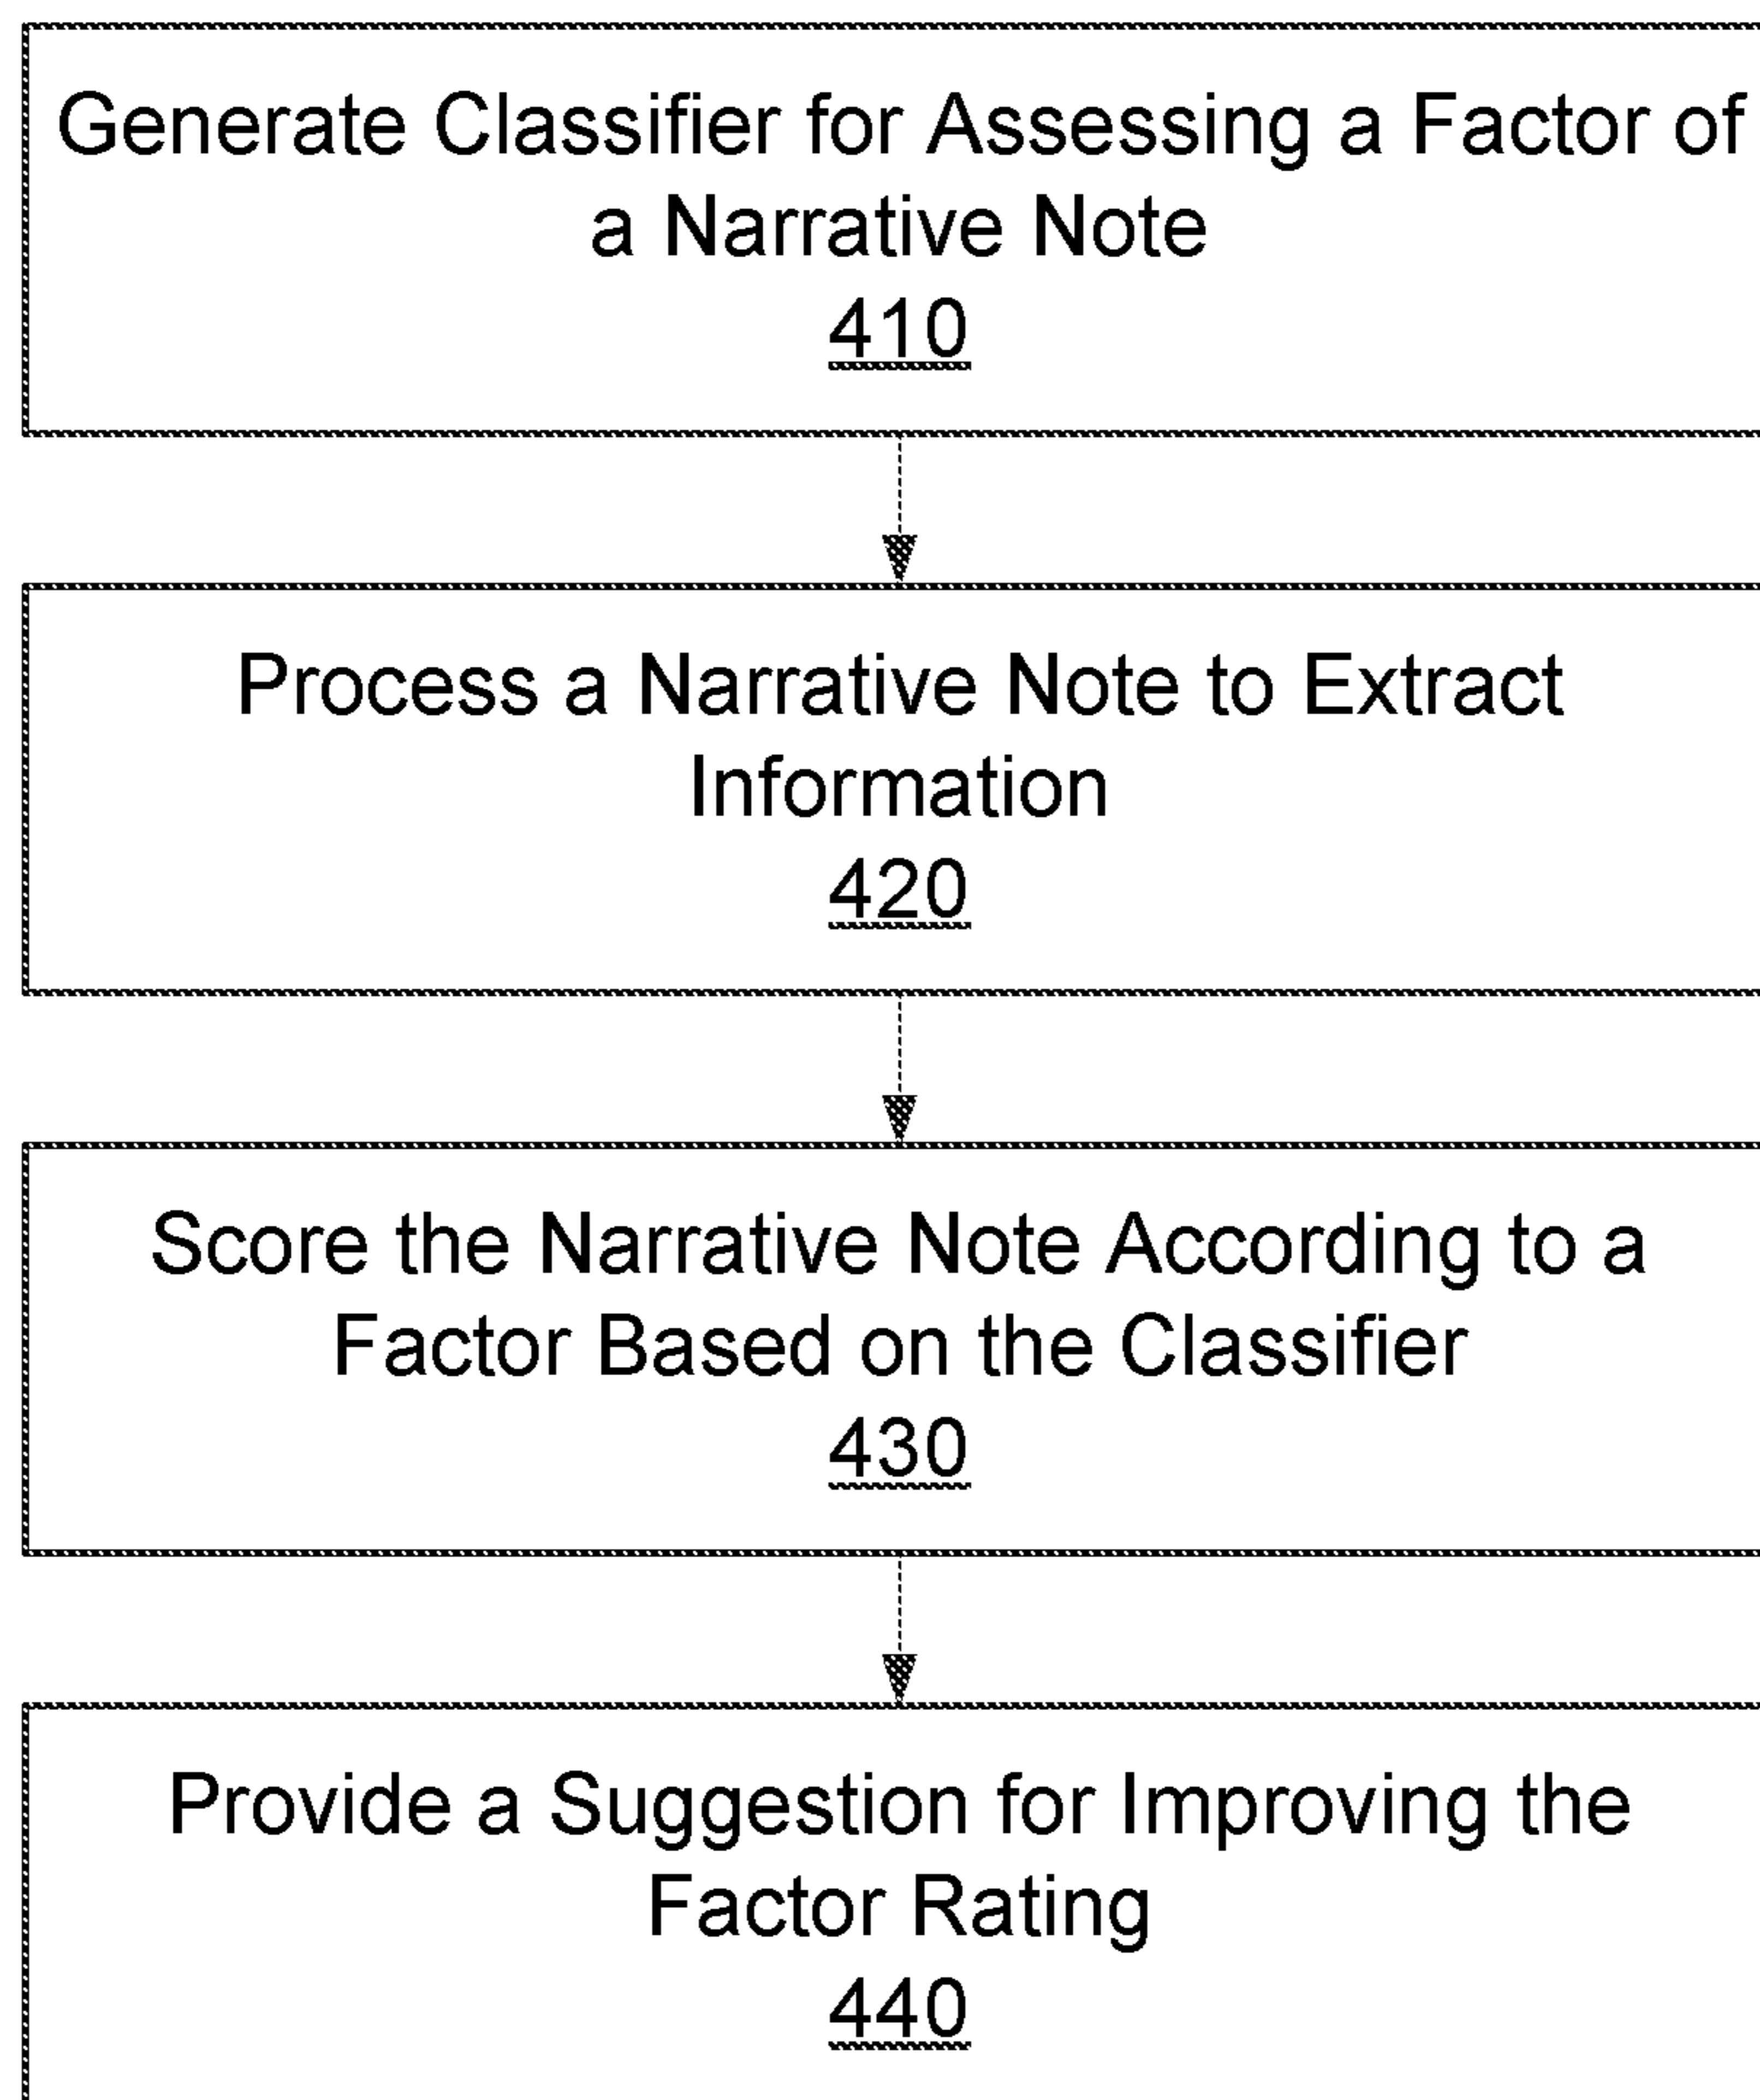 Generate Classifier for Assessing a Factor of
a Narrative Note
410
Process a Narrative Note to Extract
Information
420
Score the Narrative Note According to a
Factor Based on the Classifier
430
Provide a Suggestion for Improving the
Factor Rating
440